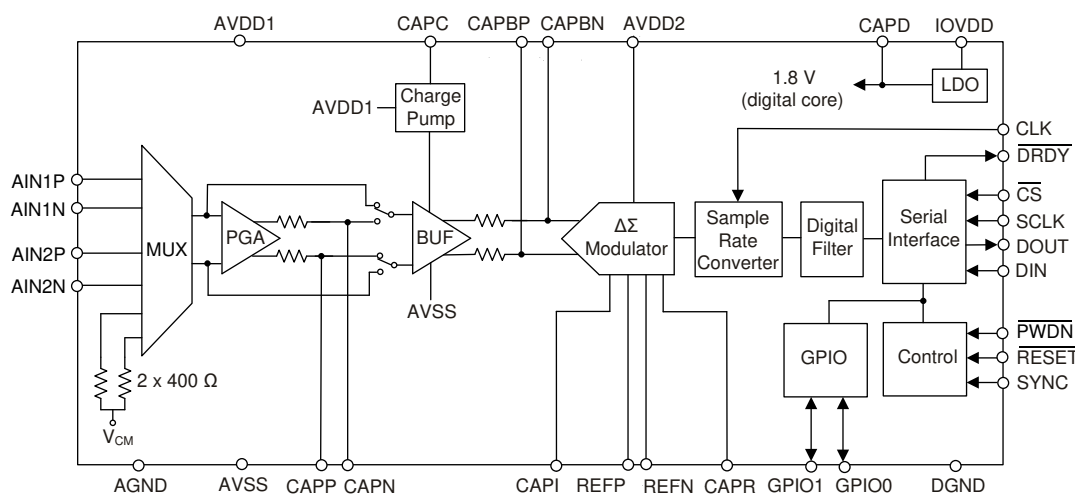 AVDD1
CAPC
CAPBP
CAPBN
AVDD2
CAPD
IOVDD
1.8 V
(digital core)
LDO
AVDD1
Charge
Pump
CLK
DRDY
AIN1P
CS
AIN1N
SCLK
MUX
PGA
BUF
ΔΣ
Modulator
Sample
Rate
Converter
Digital
Filter
Serial
Interface
DOUT
AIN2P
DIN
AIN2N
AVSS
PWDN
GPIO
Control
RESET
2 x 400 Ω
SYNC
VCM
AGND
AVSS
CAPP
CAPN
CAPI
REFP
REFN
CAPR
GPIO1
GPIO0
DGND